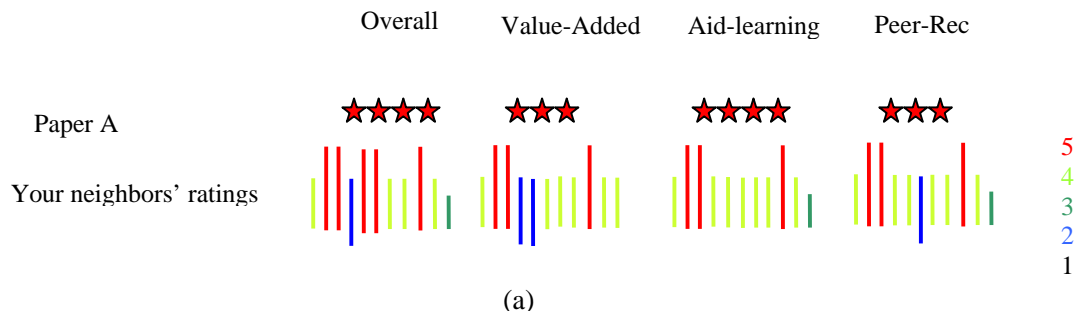 Overall Value-Added Aid-learning Peer-Rec
Paper A
Your neighbors’ ratings
5
4
3
2
1
(a)